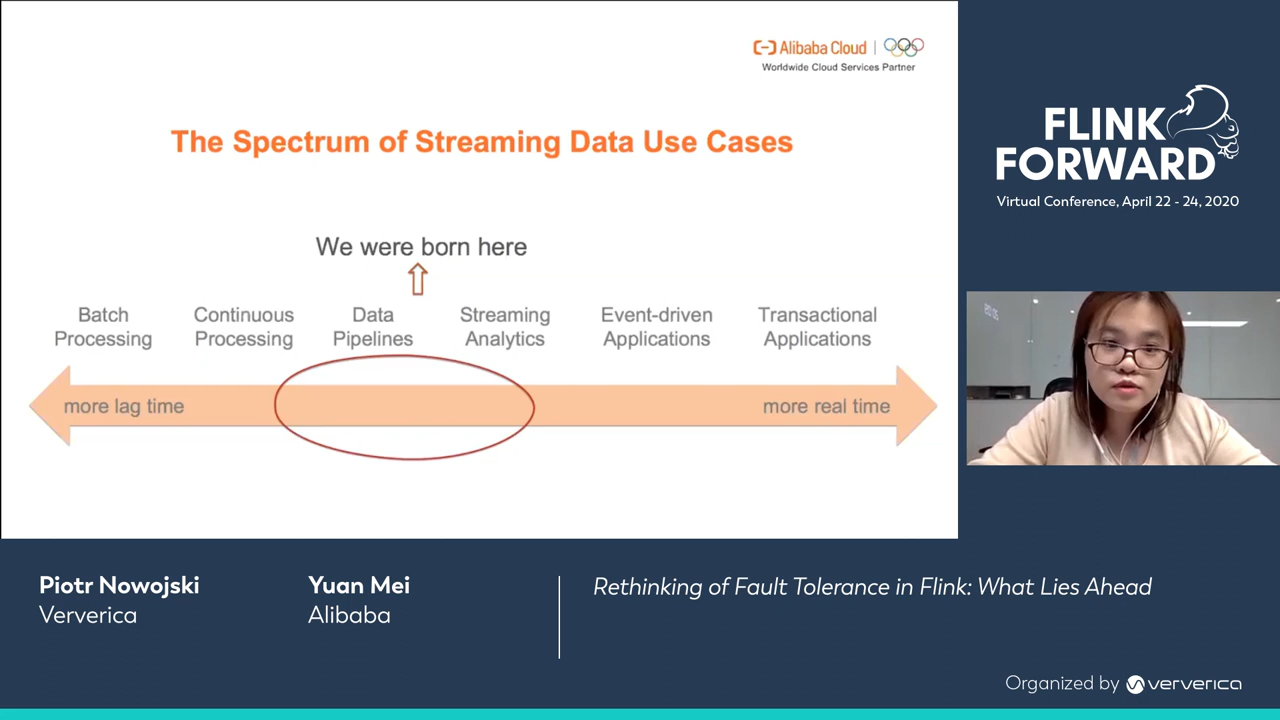 Alibaba Cloud
Worldwide Cloud Services Partner
The Spectrum of Streaming Data Use Cases
We were born here
Batch Processing
Continuous Processing
Data Pipelines
Streaming Analytics
Event-driven Applications
Transactional Applications
more lag time
more real time
FLINK
FORWARD
Virtual Conference, April 22 - 24, 2020
Piotr Nowojski
Ververica
Yuan Mei
Alibaba
Rethinking of Fault Tolerance in Flink: What Lies Ahead
Organized by ververica